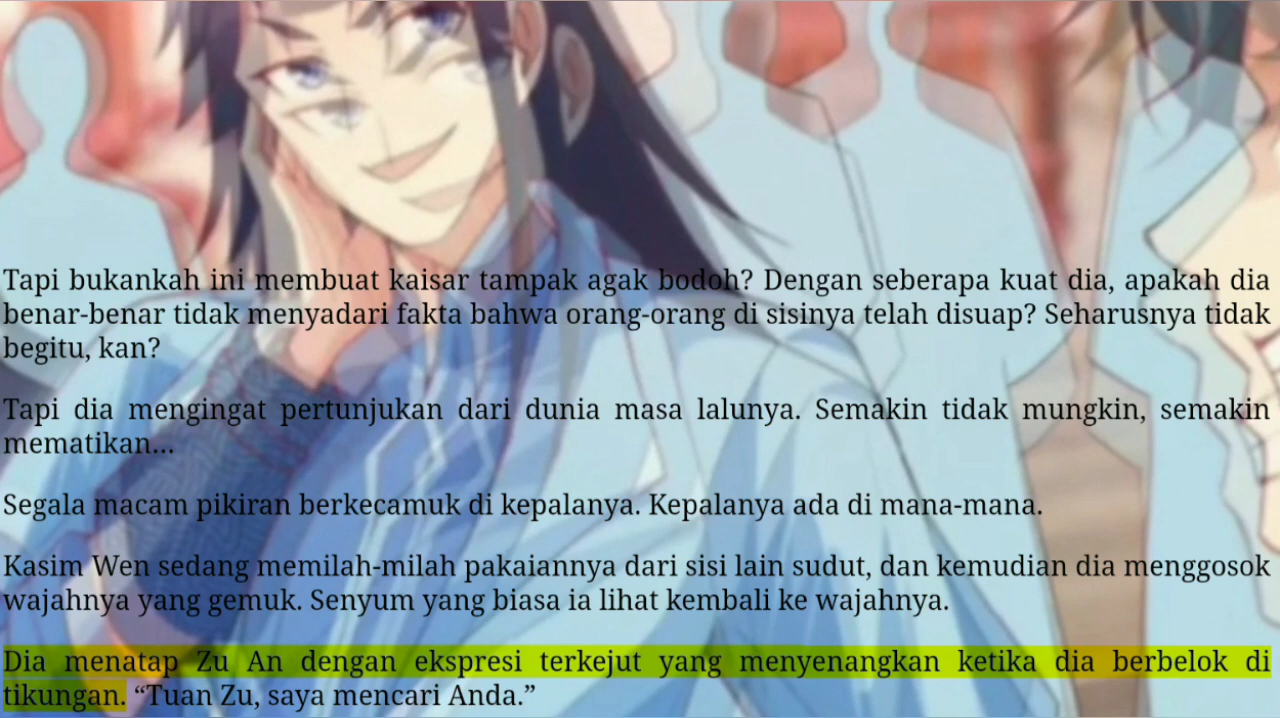 Tapi bukankah ini membuat kaisar tampak agak bodoh? Dengan seberapa kuat dia, apakah dia
benar-benar tidak menyadari fakta bahwa orang-orang di sisinya telah disuap? Seharusnya tidak
begitu, kan?
Tapi dia mengingat pertunjukan dari dunia masa lalunya. Semakin tidak mungkin, semakin
mematikan...
Segala macam pikiran berkecamuk di kepalanya. Kepalanya ada di mana-mana.
Kasim Wen sedang memilah-milah pakaiannya dari sisi lain sudut, dan kemudian dia menggosok
wajahnya yang gemuk. Senyum yang biasa ia lihat kembali ke wajahnya.
Dia menatap Zu An dengan ekspresi terkejut yang menyenangkan ketika dia berbelok di
tikungan. “Tuan Zu, saya mencari Anda.”